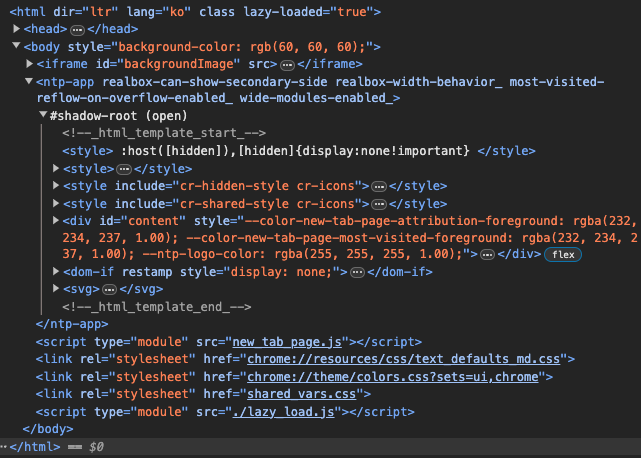 <html dir="ltr" lang="ko" class lazy-loaded="true">
▶<head>…</head>
▼<body style="background-color: rgb(60, 60, 60);">
▶<iframe id="backgroundImage" src>…</iframe>
▼<ntp-app realbox-can-show-secondary-side realbox-width-behavior_ most-visited-
reflow-on-overflow-enabled_ wide-modules-enabled_>
▼#shadow-root (open)
<!--_html_template_start_-->
<style> :host([hidden]),[hidden]{display:none!important} </style>
▶<style>…</style>
▶<style include="cr-hidden-style cr-icons">…</style>
▶<style include="cr-shared-style cr-icons">…</style>
▶<div id="content" style="--color-new-tab-page-attribution-foreground: rgba(232,
234, 237, 1.00); --color-new-tab-page-most-visited-foreground: rgba(232, 234, 2
37, 1.00); --ntp-logo-color: rgba(255, 255, 255, 1.00);">…</div> flex
▶<dom-if restamp style="display: none;">…</dom-if>
▶<svg>…</svg>
<!--_html_template_end_-->
</ntp-app>
<script type="module" src="new_tab_page.js"></script>
<link rel="stylesheet" href="chrome://resources/css/text_defaults_md.css">
<link rel="stylesheet" href="chrome://theme/colors.css?sets=ui,chrome">
<link rel="stylesheet" href="shared_vars.css">
<script type="module" src="./lazy_load.js"></script>
</body>
…</html> == $0